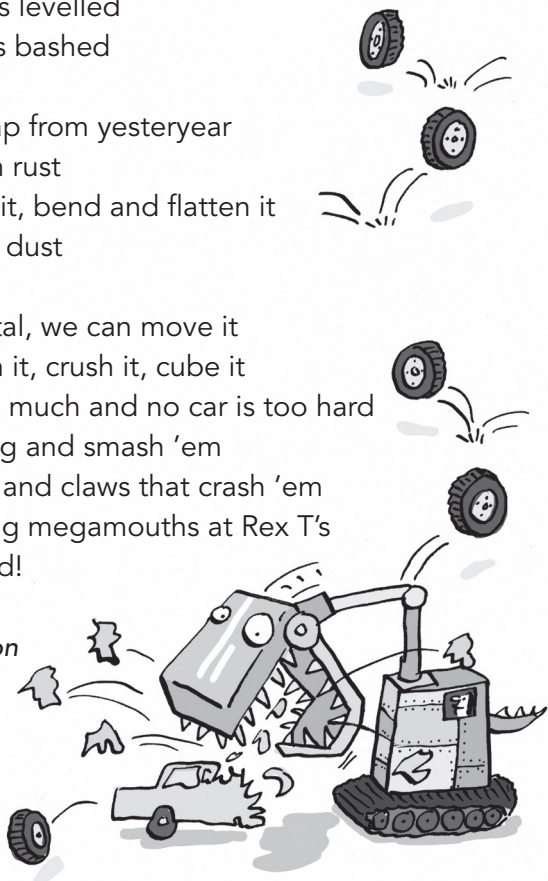 s levelled
s bashed
ap from yesteryear
n rust
it, bend and flatten it
dust
tal, we can move it
n it, crush it, cube it
much and no car is too hard
g and smash ’em
and claws that crash ’em
g megamouths at Rex T’s
d!
on